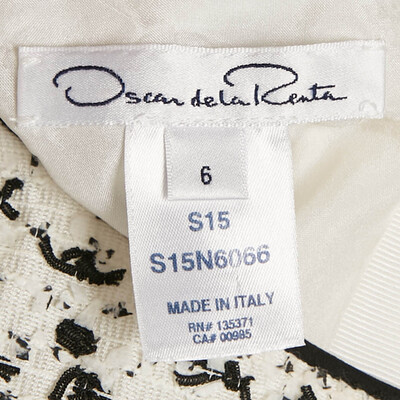 Oscar de la Renta
6
S15
S15N6066
MADE IN ITALY
RN# 135371
CA# 00985